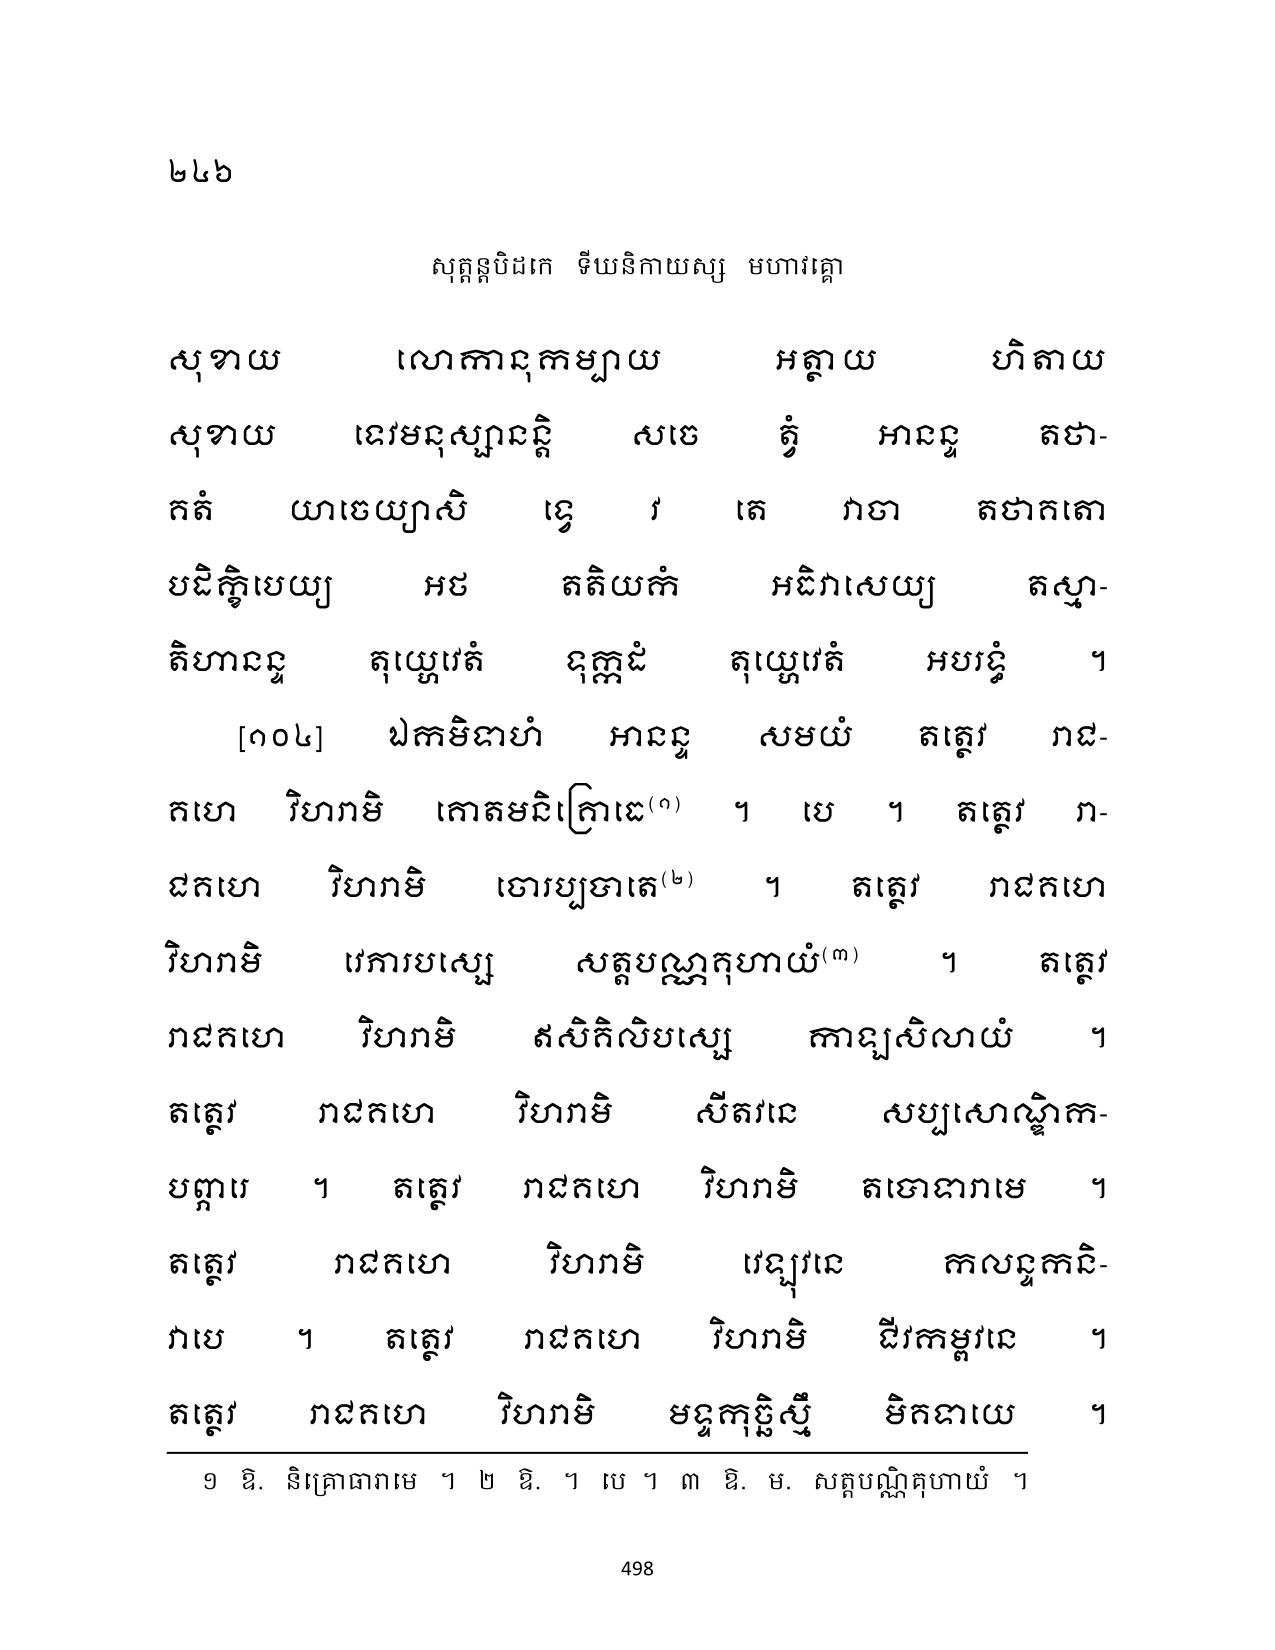 ២៤៦
សុត្តន្តបិដកេ ទីឃនិកាយស្ស មហាវគ្គោ
សុខាយ លោកានុកម្បាយ អត្ថាយ ហិតាយ
សុខាយ ទេវមនុស្សានន្តិ សចេ ត្វំ អានន្ទ តថា-
គតំ យាចេយ្យាសិ ទ្វេ វ តេ វាចា តថាគតោ
បដិក្ខិបេយ្យ អថ តតិយកំ អធិវាសេយ្យ តស្មា-
តិហានន្ទ តុយ្ហេវេតំ ទុក្កដំ តុយ្ហេវេតំ អបរទ្ធំ ។
[១០៤] ឯកមិទាហំ អានន្ទ សមយំ តត្ថេវ រាជ-
គហេ វិហរាមិ គោតមនិគ្រោធេ(១) ។ បេ ។ តត្ថេវ រា-
ជគហេ វិហរាមិ ចោរប្បបាតេ(២) ។ តត្ថេវ រាជគហេ
វិហរាមិ វេភារបស្សេ សត្តបណ្ណគុហាយំ(៣) ។ តត្ថេវ
រាជគហេ វិហរាមិ ឥសិគិលិបស្សេ កាឡសិលាយំ ។
តត្ថេវ រាជគហេ វិហរាមិ សីតវនេ សប្បសោណ្ឌិក-
បព្ភារេ ។ តត្ថេវ រាជគហេ វិហរាមិ តបោទារាមេ ។
តត្ថេវ រាជគហេ វិហរាមិ វេឡុវនេ កលន្ទកនិ-
វាបេ ។ តត្ថេវ រាជគហេ វិហរាមិ ជីវកម្ពវនេ ។
តត្ថេវ រាជគហេ វិហរាមិ មទ្ទកុច្ឆិស្មឹ មិគទាយេ ។
១ ឱ. និគ្រោធារាមេ ។ ២ ឱ. ។ បេ ។ ៣ ឱ. ម. សត្តបណ្ណិគុហាយំ ។
498